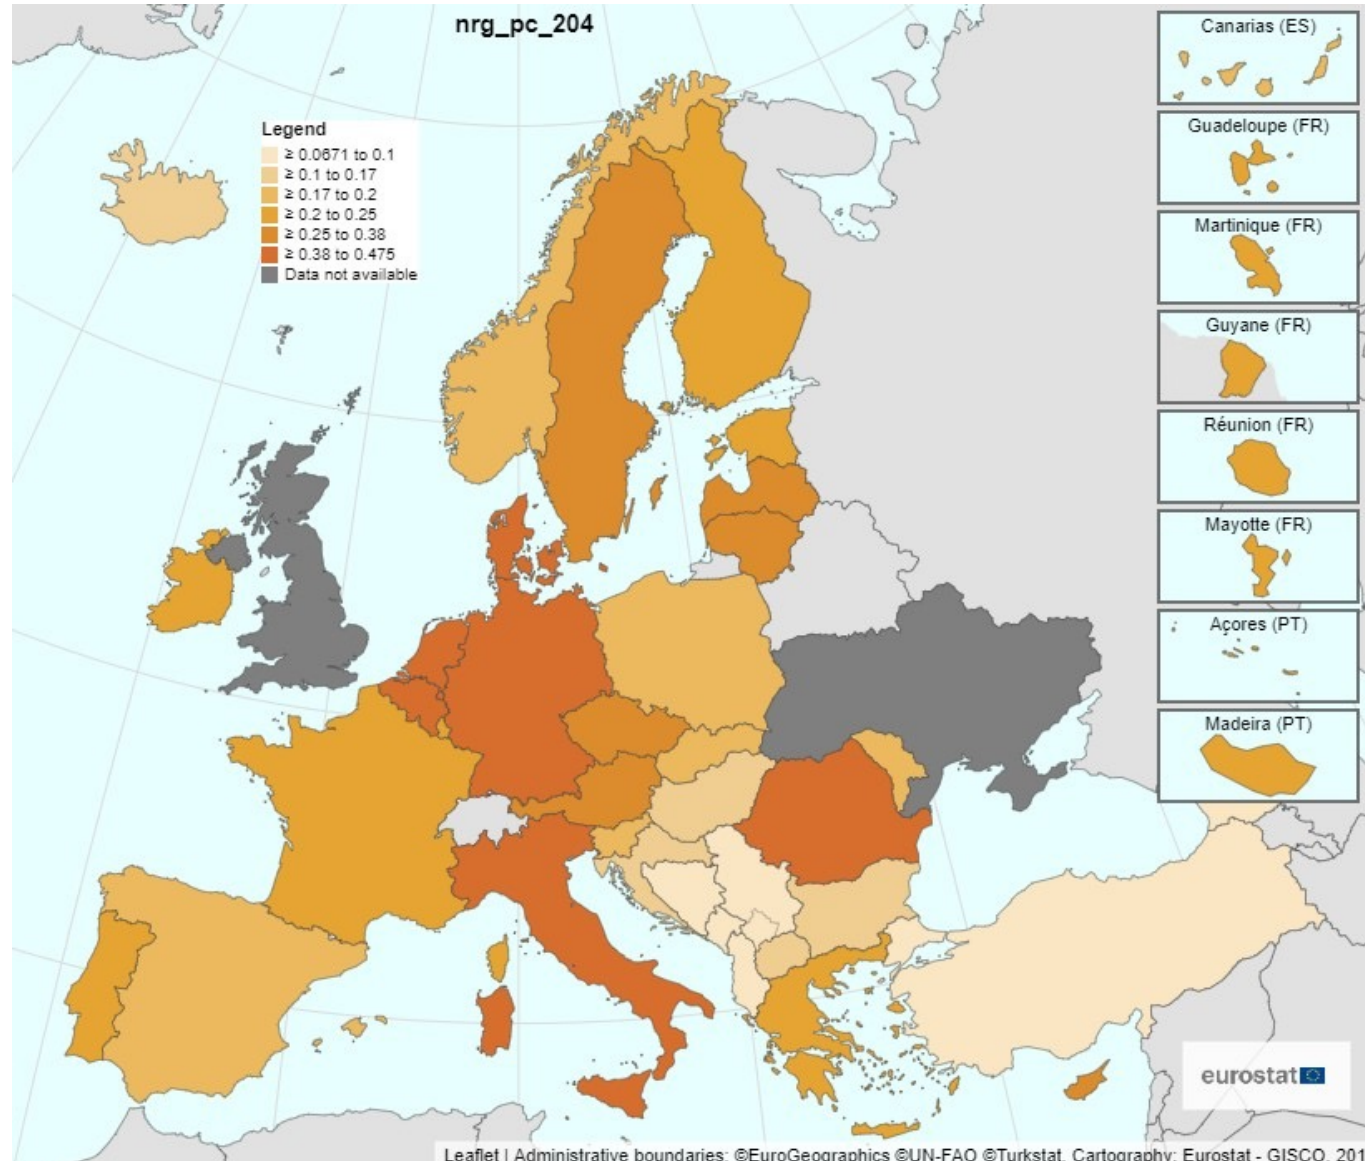 nrg_pc_204
Legend
≥ 0.0671 to 0.1
≥ 0.1 to 0.17
≥ 0.17 to 0.2
≥ 0.2 to 0.25
≥ 0.25 to 0.38
≥ 0.38 to 0.475
Data not available
Canarias (ES)
Guadeloupe (FR)
Martinique (FR)
Guyane (FR)
Réunion (FR)
Mayotte (FR)
Açores (PT)
Madeira (PT)
eurostat
Leaflet | Administrative boundaries: ©EuroGeographics ©UN-FAO ©Turkstat, Cartography: Eurostat - GISCO, 201